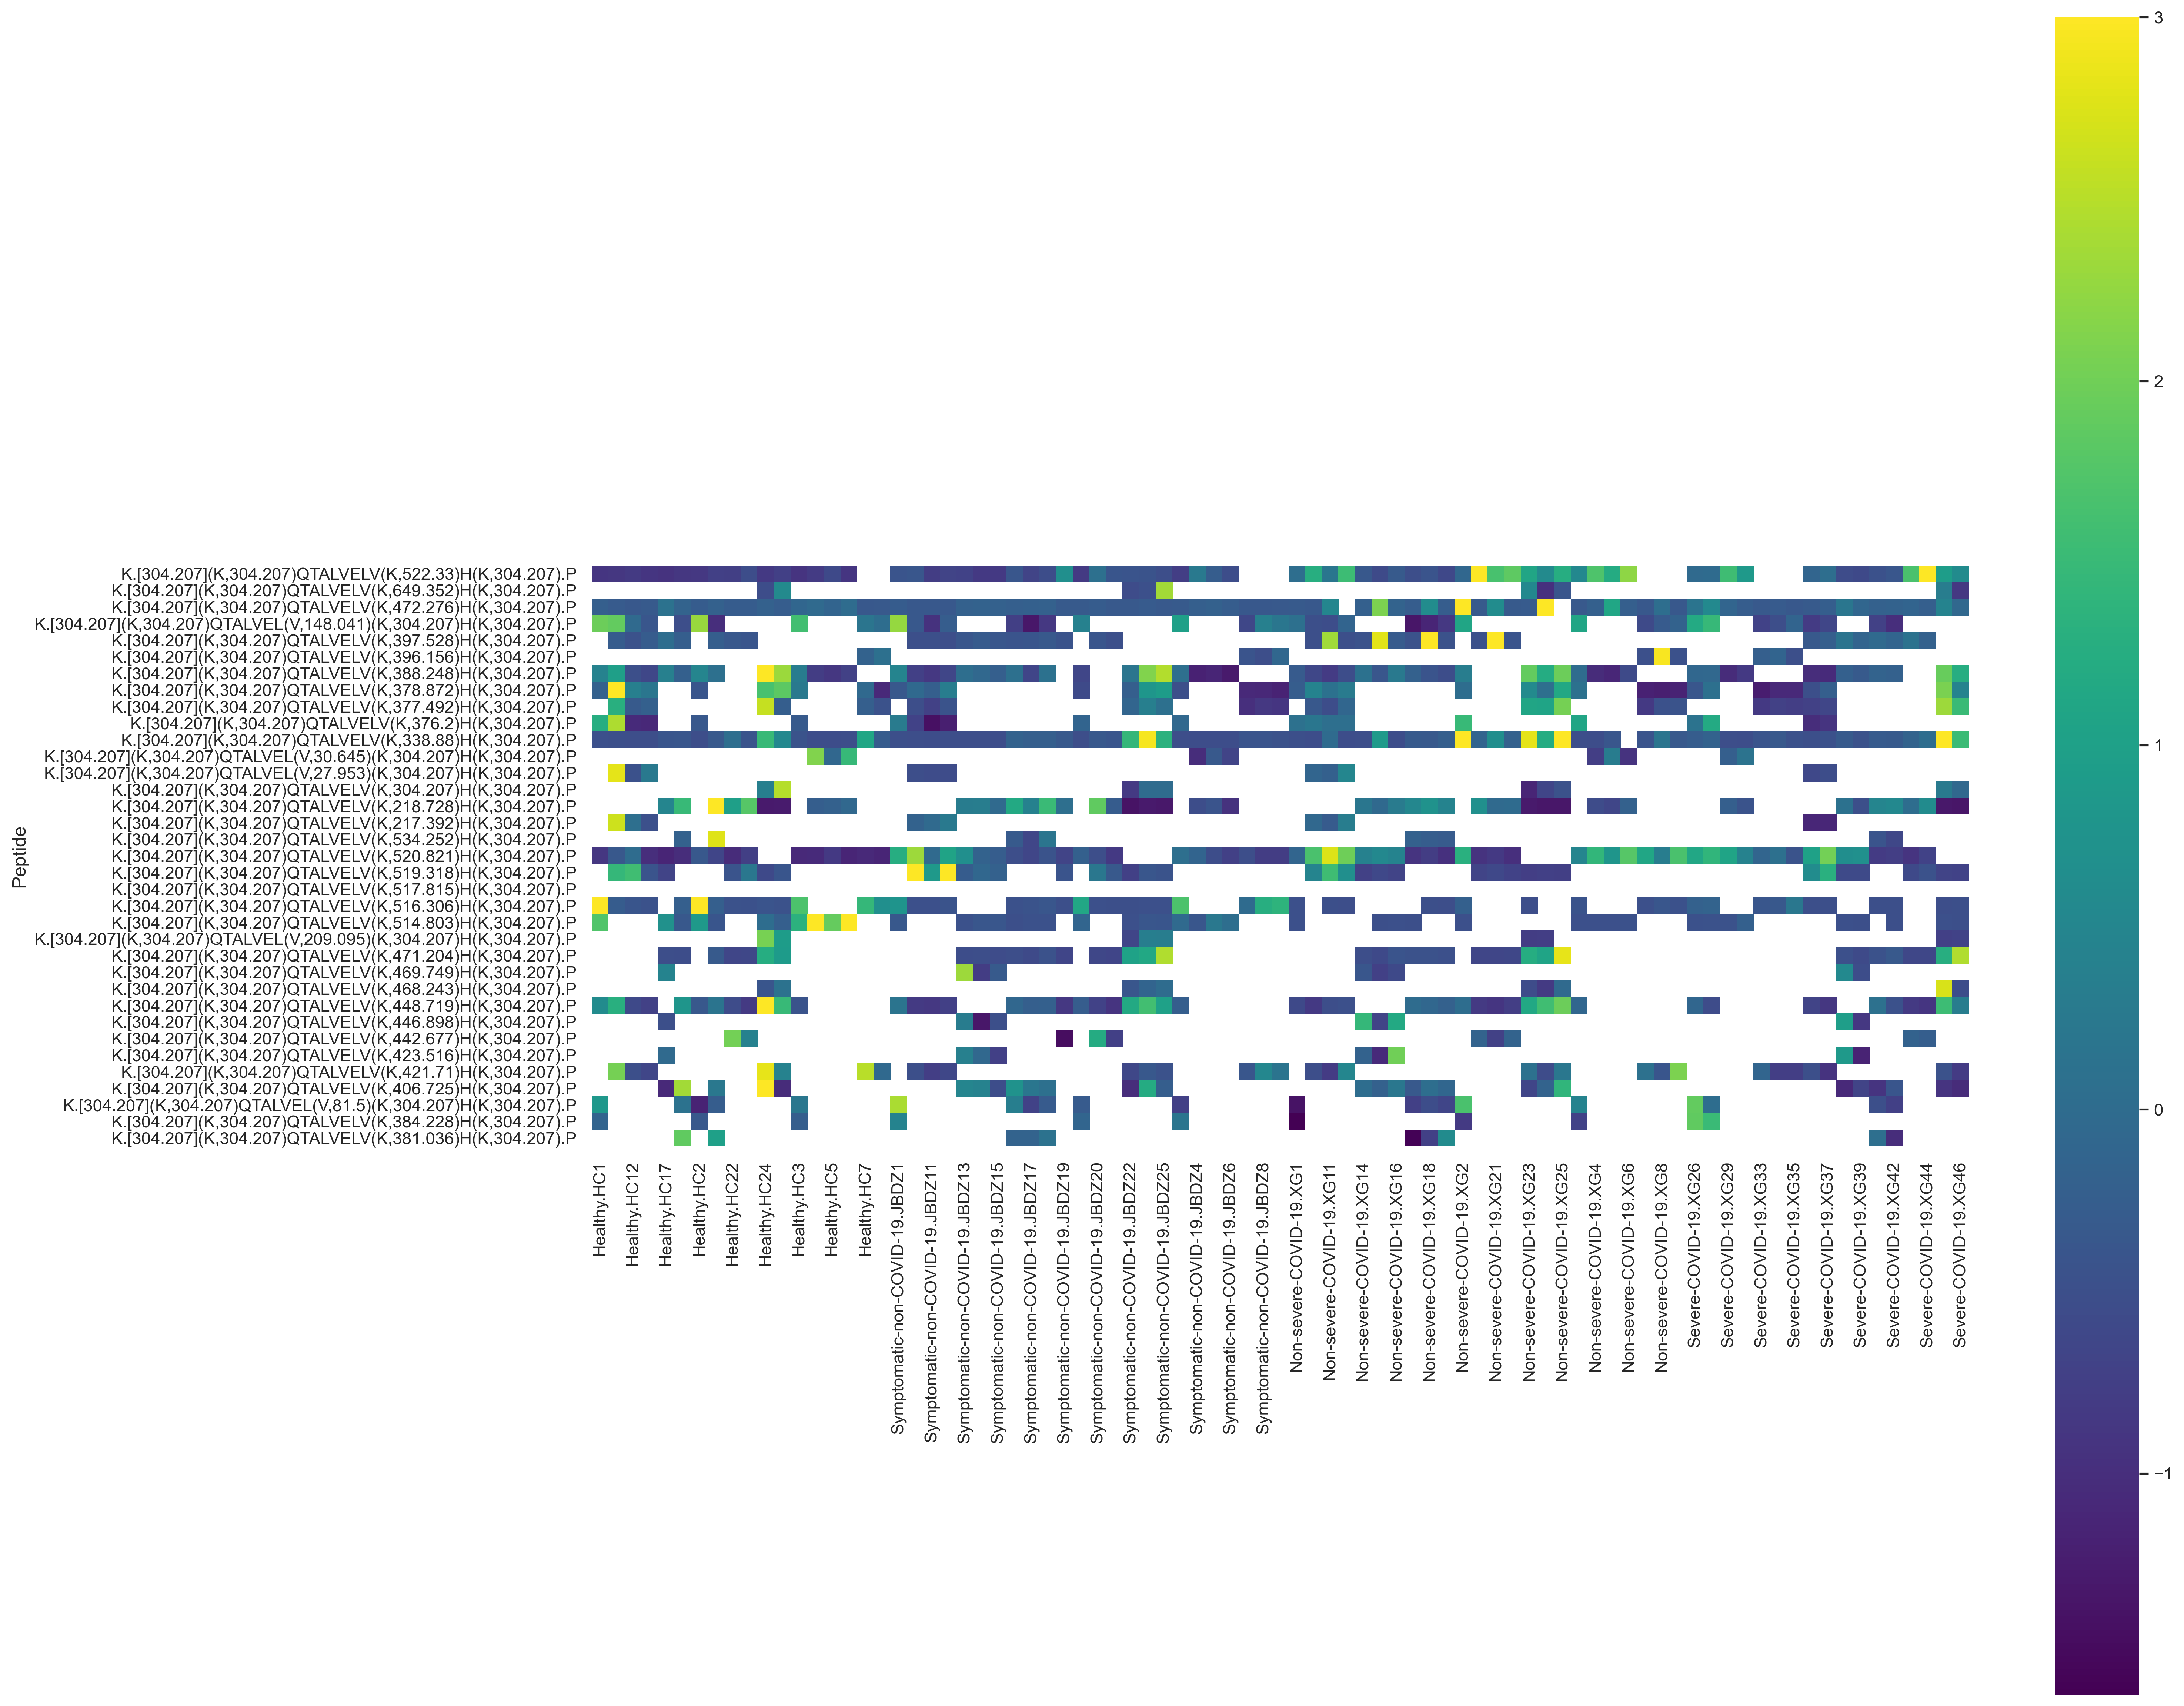 3
2
1
0
−1
Peptide
K.[304.207](K,304.207)QTALVELV(K,522.33)H(K,304.207).P
K.[304.207](K,304.207)QTALVELV(K,649.352)H(K,304.207).P
K.[304.207](K,304.207)QTALVELV(K,472.276)H(K,304.207).P
K.[304.207](K,304.207)QTALVEL(V,148.041)(K,304.207)H(K,304.207).P
K.[304.207](K,304.207)QTALVELV(K,397.528)H(K,304.207).P
K.[304.207](K,304.207)QTALVELV(K,396.156)H(K,304.207).P
K.[304.207](K,304.207)QTALVELV(K,388.248)H(K,304.207).P
K.[304.207](K,304.207)QTALVELV(K,378.872)H(K,304.207).P
K.[304.207](K,304.207)QTALVELV(K,377.492)H(K,304.207).P
K.[304.207](K,304.207)QTALVELV(K,376.2)H(K,304.207).P
K.[304.207](K,304.207)QTALVELV(K,338.88)H(K,304.207).P
K.[304.207](K,304.207)QTALVEL(V,30.645)(K,304.207)H(K,304.207).P
K.[304.207](K,304.207)QTALVEL(V,27.953)(K,304.207)H(K,304.207).P
K.[304.207](K,304.207)QTALVELV(K,304.207)H(K,304.207).P
K.[304.207](K,304.207)QTALVELV(K,218.728)H(K,304.207).P
K.[304.207](K,304.207)QTALVELV(K,217.392)H(K,304.207).P
K.[304.207](K,304.207)QTALVELV(K,534.252)H(K,304.207).P
K.[304.207](K,304.207)QTALVELV(K,520.821)H(K,304.207).P
K.[304.207](K,304.207)QTALVELV(K,519.318)H(K,304.207).P
K.[304.207](K,304.207)QTALVELV(K,517.815)H(K,304.207).P
K.[304.207](K,304.207)QTALVELV(K,516.306)H(K,304.207).P
K.[304.207](K,304.207)QTALVELV(K,514.803)H(K,304.207).P
K.[304.207](K,304.207)QTALVEL(V,209.095)(K,304.207)H(K,304.207).P
K.[304.207](K,304.207)QTALVELV(K,471.204)H(K,304.207).P
K.[304.207](K,304.207)QTALVELV(K,469.749)H(K,304.207).P
K.[304.207](K,304.207)QTALVELV(K,468.243)H(K,304.207).P
K.[304.207](K,304.207)QTALVELV(K,448.719)H(K,304.207).P
K.[304.207](K,304.207)QTALVELV(K,446.898)H(K,304.207).P
K.[304.207](K,304.207)QTALVELV(K,442.677)H(K,304.207).P
K.[304.207](K,304.207)QTALVELV(K,423.516)H(K,304.207).P
K.[304.207](K,304.207)QTALVELV(K,421.71)H(K,304.207).P
K.[304.207](K,304.207)QTALVELV(K,406.725)H(K,304.207).P
K.[304.207](K,304.207)QTALVEL(V,81.5)(K,304.207)H(K,304.207).P
K.[304.207](K,304.207)QTALVELV(K,384.228)H(K,304.207).P
K.[304.207](K,304.207)QTALVELV(K,381.036)H(K,304.207).P
Healthy.HC1
Healthy.HC12
Healthy.HC17
Healthy.HC2
Healthy.HC22
Healthy.HC24
Healthy.HC3
Healthy.HC5
Healthy.HC7
Symptomatic-non-COVID-19.JBDZ1
Symptomatic-non-COVID-19.JBDZ11
Symptomatic-non-COVID-19.JBDZ13
Symptomatic-non-COVID-19.JBDZ15
Symptomatic-non-COVID-19.JBDZ17
Symptomatic-non-COVID-19.JBDZ19
Symptomatic-non-COVID-19.JBDZ20
Symptomatic-non-COVID-19.JBDZ22
Symptomatic-non-COVID-19.JBDZ25
Symptomatic-non-COVID-19.JBDZ4
Symptomatic-non-COVID-19.JBDZ6
Symptomatic-non-COVID-19.JBDZ8
Non-severe-COVID-19.XG1
Non-severe-COVID-19.XG11
Non-severe-COVID-19.XG14
Non-severe-COVID-19.XG16
Non-severe-COVID-19.XG18
Non-severe-COVID-19.XG2
Non-severe-COVID-19.XG21
Non-severe-COVID-19.XG23
Non-severe-COVID-19.XG25
Non-severe-COVID-19.XG4
Non-severe-COVID-19.XG6
Non-severe-COVID-19.XG8
Severe-COVID-19.XG26
Severe-COVID-19.XG29
Severe-COVID-19.XG33
Severe-COVID-19.XG35
Severe-COVID-19.XG37
Severe-COVID-19.XG39
Severe-COVID-19.XG42
Severe-COVID-19.XG44
Severe-COVID-19.XG46